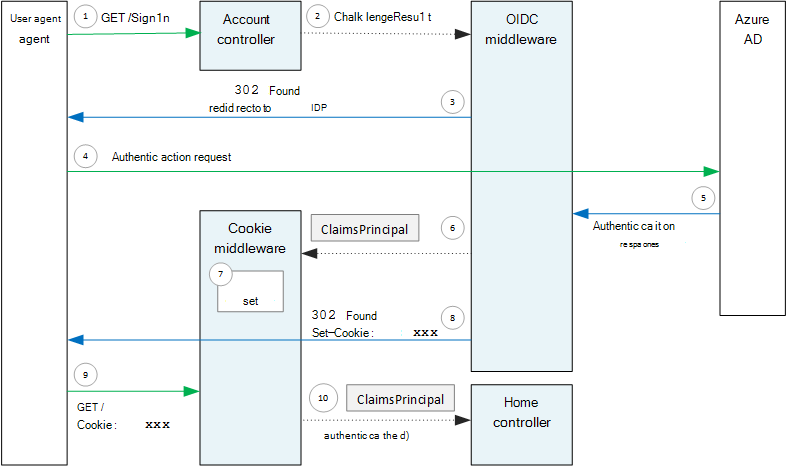 User agent
agent
1 GET /Sign1n
Account
controller
2 Chalk lengeResu1 t
OIDC
middleware
Azure
AD
302 Found
redid recto to IDP
3
4 Authentic action request
5
Authentic ca it on
res pa ones
Cookie
middleware
ClaimsPrincipal
6
7
set
302 Found
Set-Cookie: xxx
8
9
GET /
Cookie: xxx
10 ClaimsPrincipal
authentic ca the d)
Home
controller